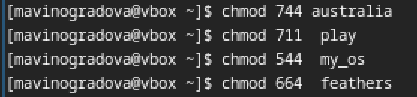 [mavinogradova@vbox ~]$ chmod 744 australia
[mavinogradova@vbox ~]$ chmod 711  play
[mavinogradova@vbox ~]$ chmod 544  my_os
[mavinogradova@vbox ~]$ chmod 664  feathers